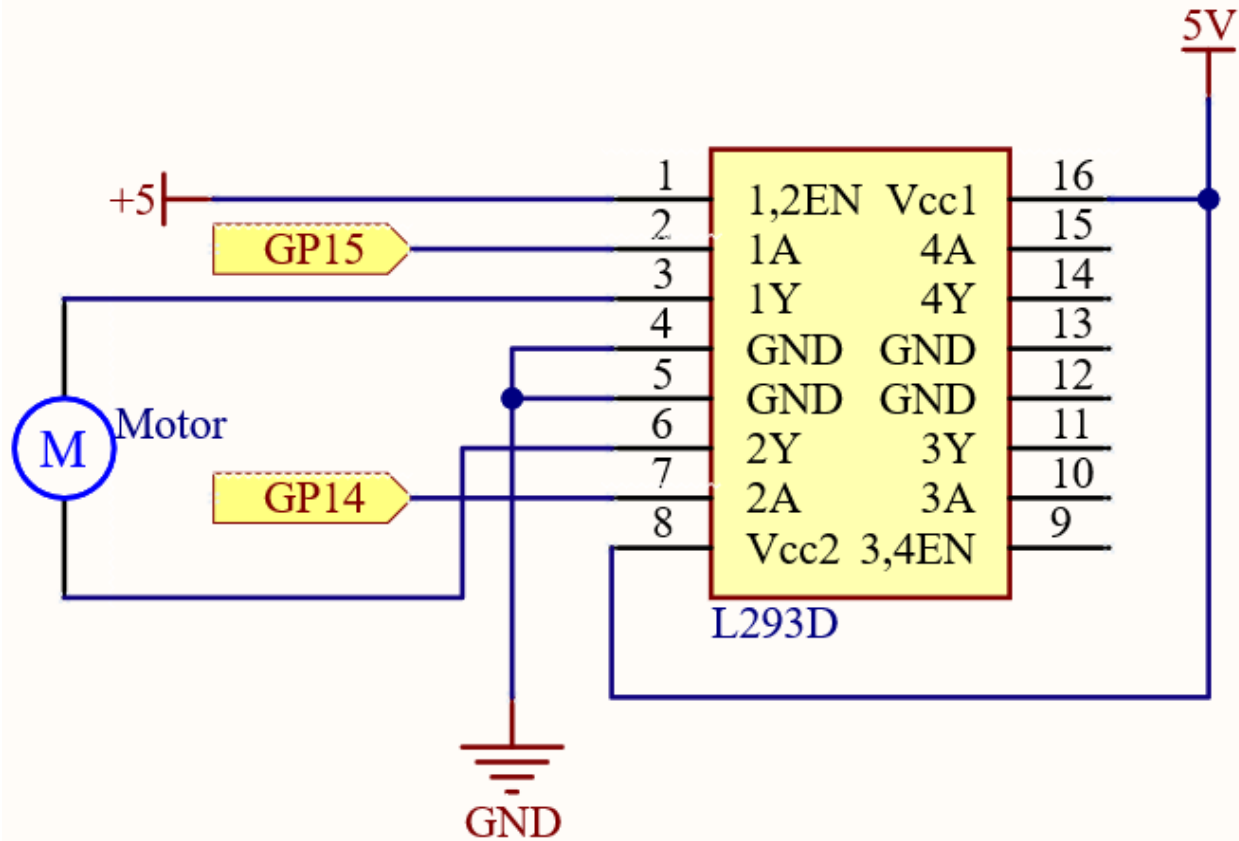 5V
+5
1
1,2EN
Vcc1
16
GP15
2
1A
4A
15
3
1Y
4Y
14
4
GND
GND
13
5
GND
GND
12
Motor
M
6
2Y
3Y
11
GP14
7
2A
3A
10
8
Vcc2
3,4EN
9
L293D
GND